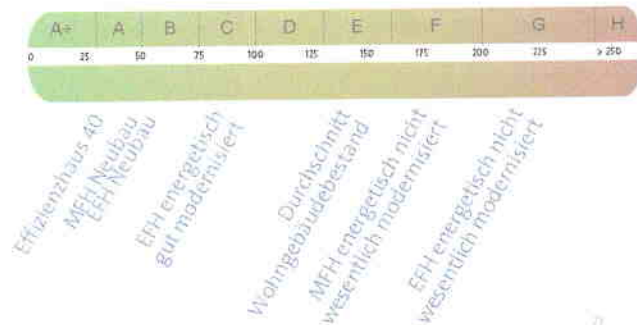 A+ A B C D E F G H
0 25 50 75 100 125 150 175 200 225 > 250
Effizienzhaus 40
MFH Neubau
EFH Neubau
EFH energetisch
gut modernisiert
Durchschnitt
Wohngebäudebestand
MFH energetisch nicht
wesentlich modernisiert
EFH energetisch nicht
wesentlich modernisiert